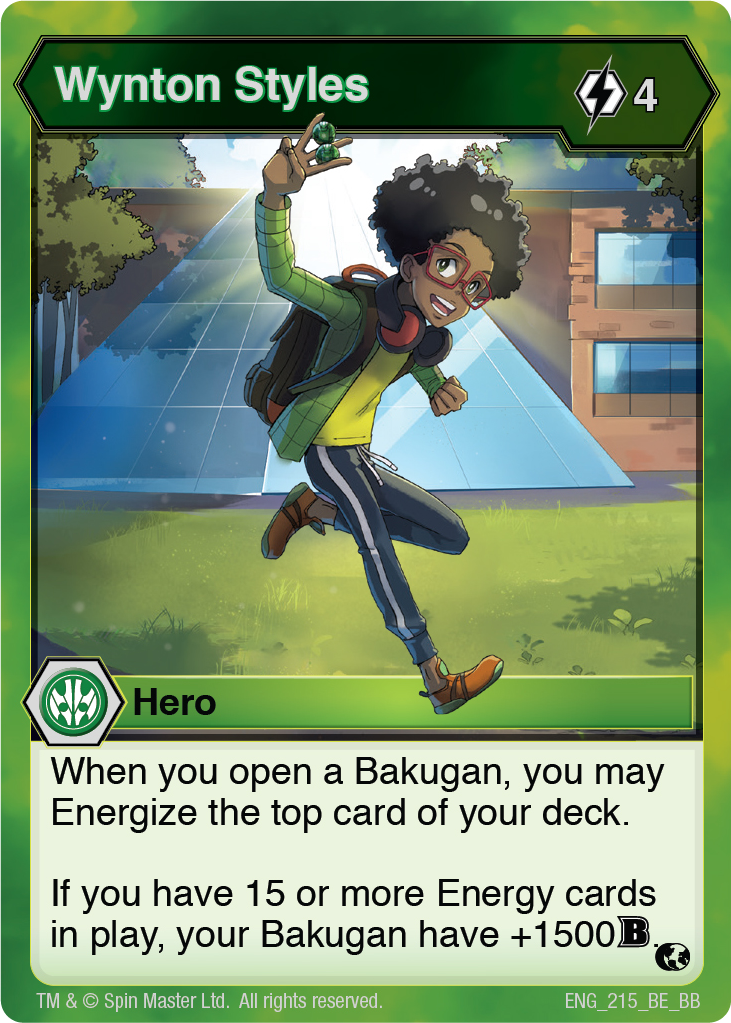 Wynton Styles
4
Hero
When you open a Bakugan, you may
Energize the top card of your deck.
If you have 15 or more Energy cards
in play, your Bakugan have +1500B.
TM & © Spin Master Ltd. All rights reserved.
ENG_215_BE_BB